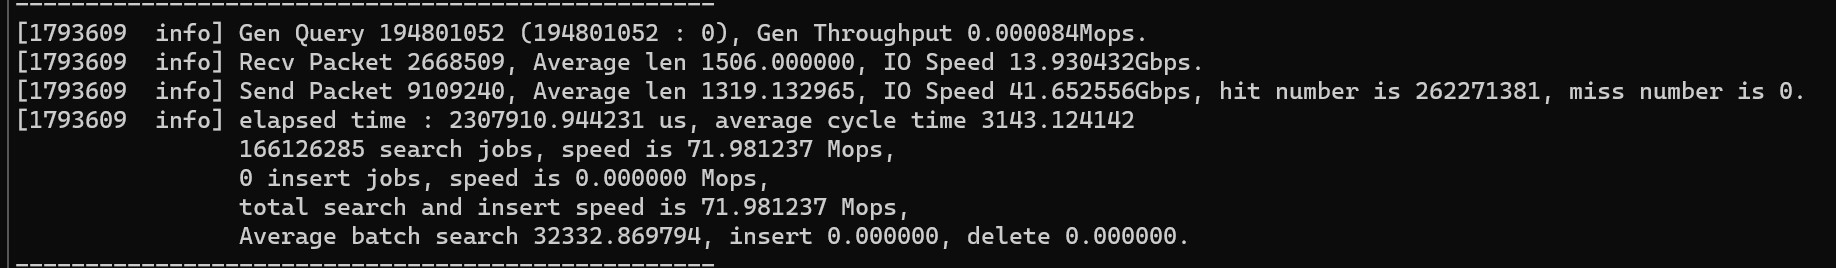 --------------------------------------------------
[1793609  info] Gen Query 194801052 (194801052 : 0), Gen Throughput 0.000084Mops.
[1793609  info] Recv Packet 2668509, Average len 1506.000000, IO Speed 13.930432Gbps.
[1793609  info] Send Packet 9109240, Average len 1319.132965, IO Speed 41.652556Gbps, hit number is 262271381, miss number is 0.
[1793609  info] elapsed time : 2307910.944231 us, average cycle time 3143.124142
                166126285 search jobs, speed is 71.981237 Mops,
                0 insert jobs, speed is 0.000000 Mops,
                total search and insert speed is 71.981237 Mops,
                Average batch search 32332.869794, insert 0.000000, delete 0.000000.
--------------------------------------------------